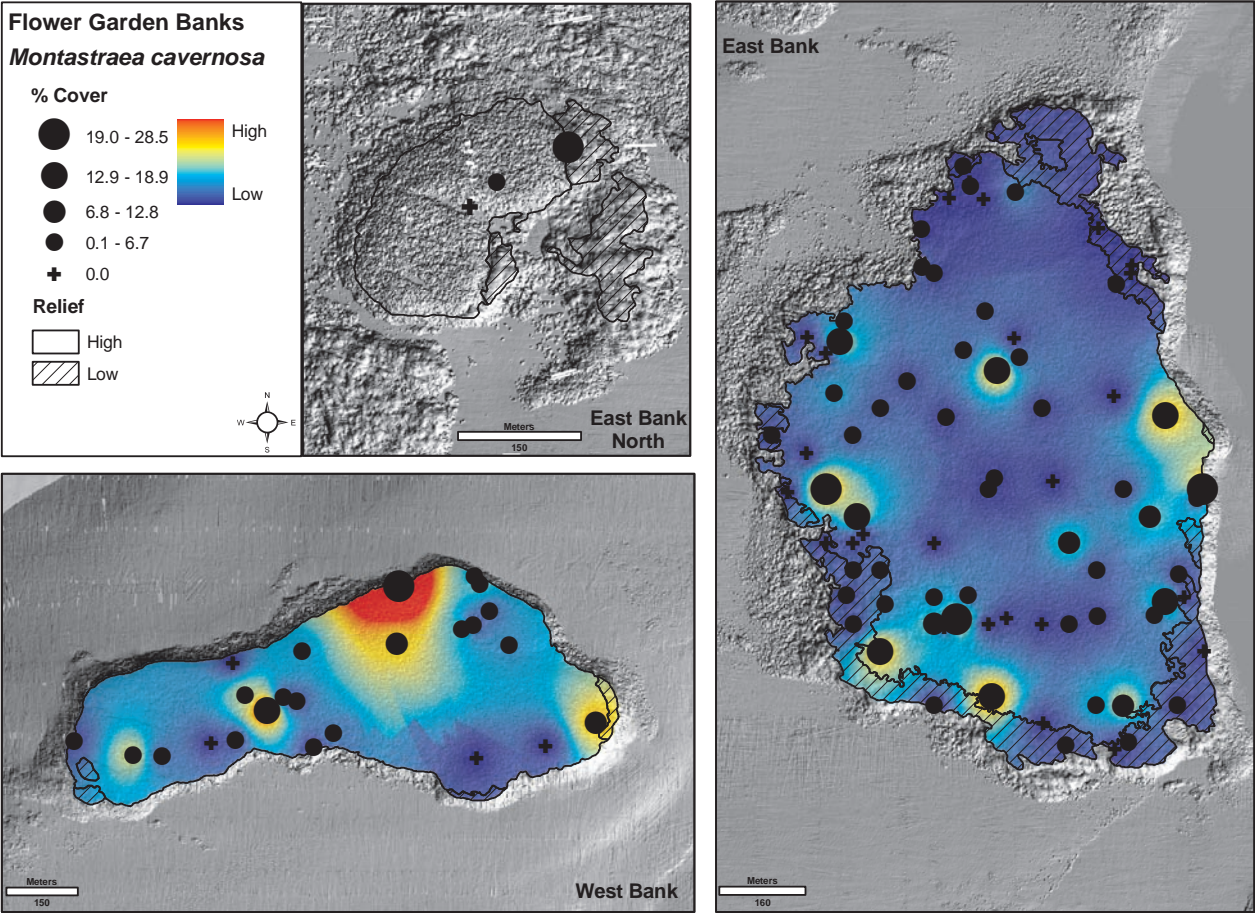 Flower Garden Banks
Montastraea cavernosa
% Cover
19.0 - 28.5
12.9 - 18.9
6.8 - 12.8
0.1 - 6.7
0.0
High
Low
Relief
High
Low
N
W E
S
Meters
150
East Bank
North
East Bank
Meters
160
Meters
150
West Bank